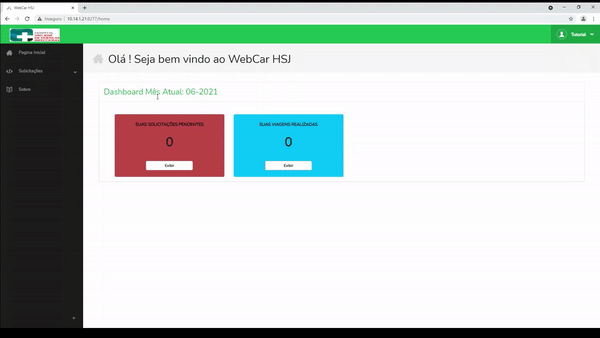 WebCar HSJ
Inseguro | 10.14.1.21:8277/home
Tutorial
Pagina Inicial
Olá ! Seja bem vindo ao WebCar HSJ
Solicitações
Sobre
Dashboard Mês Atual: 06-2021
SUAS SOLICITAÇÕES PENDENTES
0
Exibir
SUAS VIAGENS REALIZADAS
0
Exibir